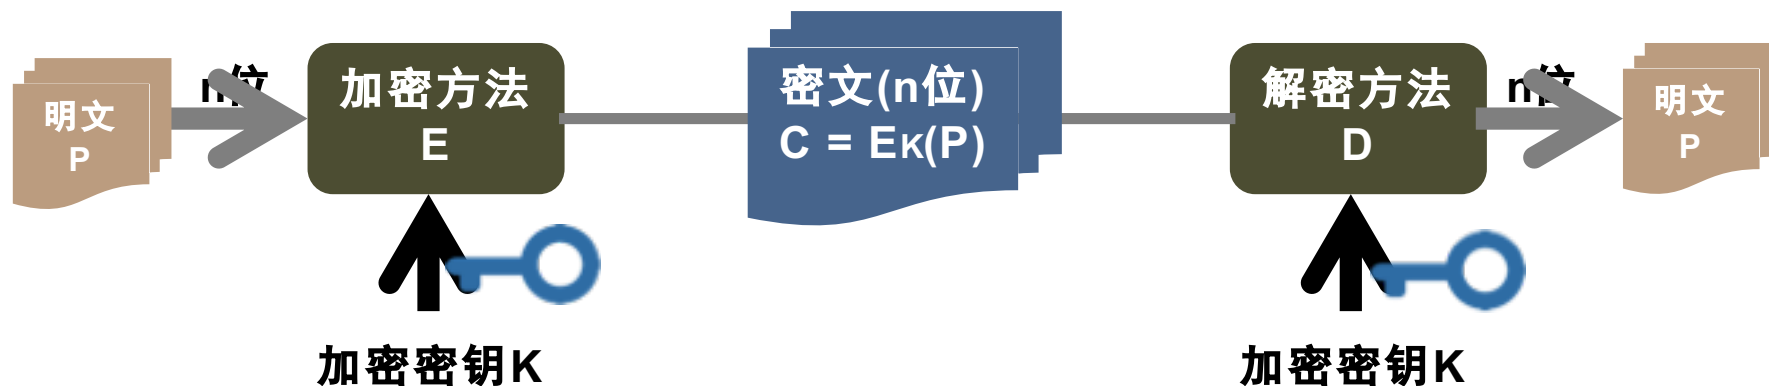 明文
P
n位
加密方法
E
密文(n位)
C = EK(P)
解密方法
D
n位
明文
P
加密密钥K
加密密钥K